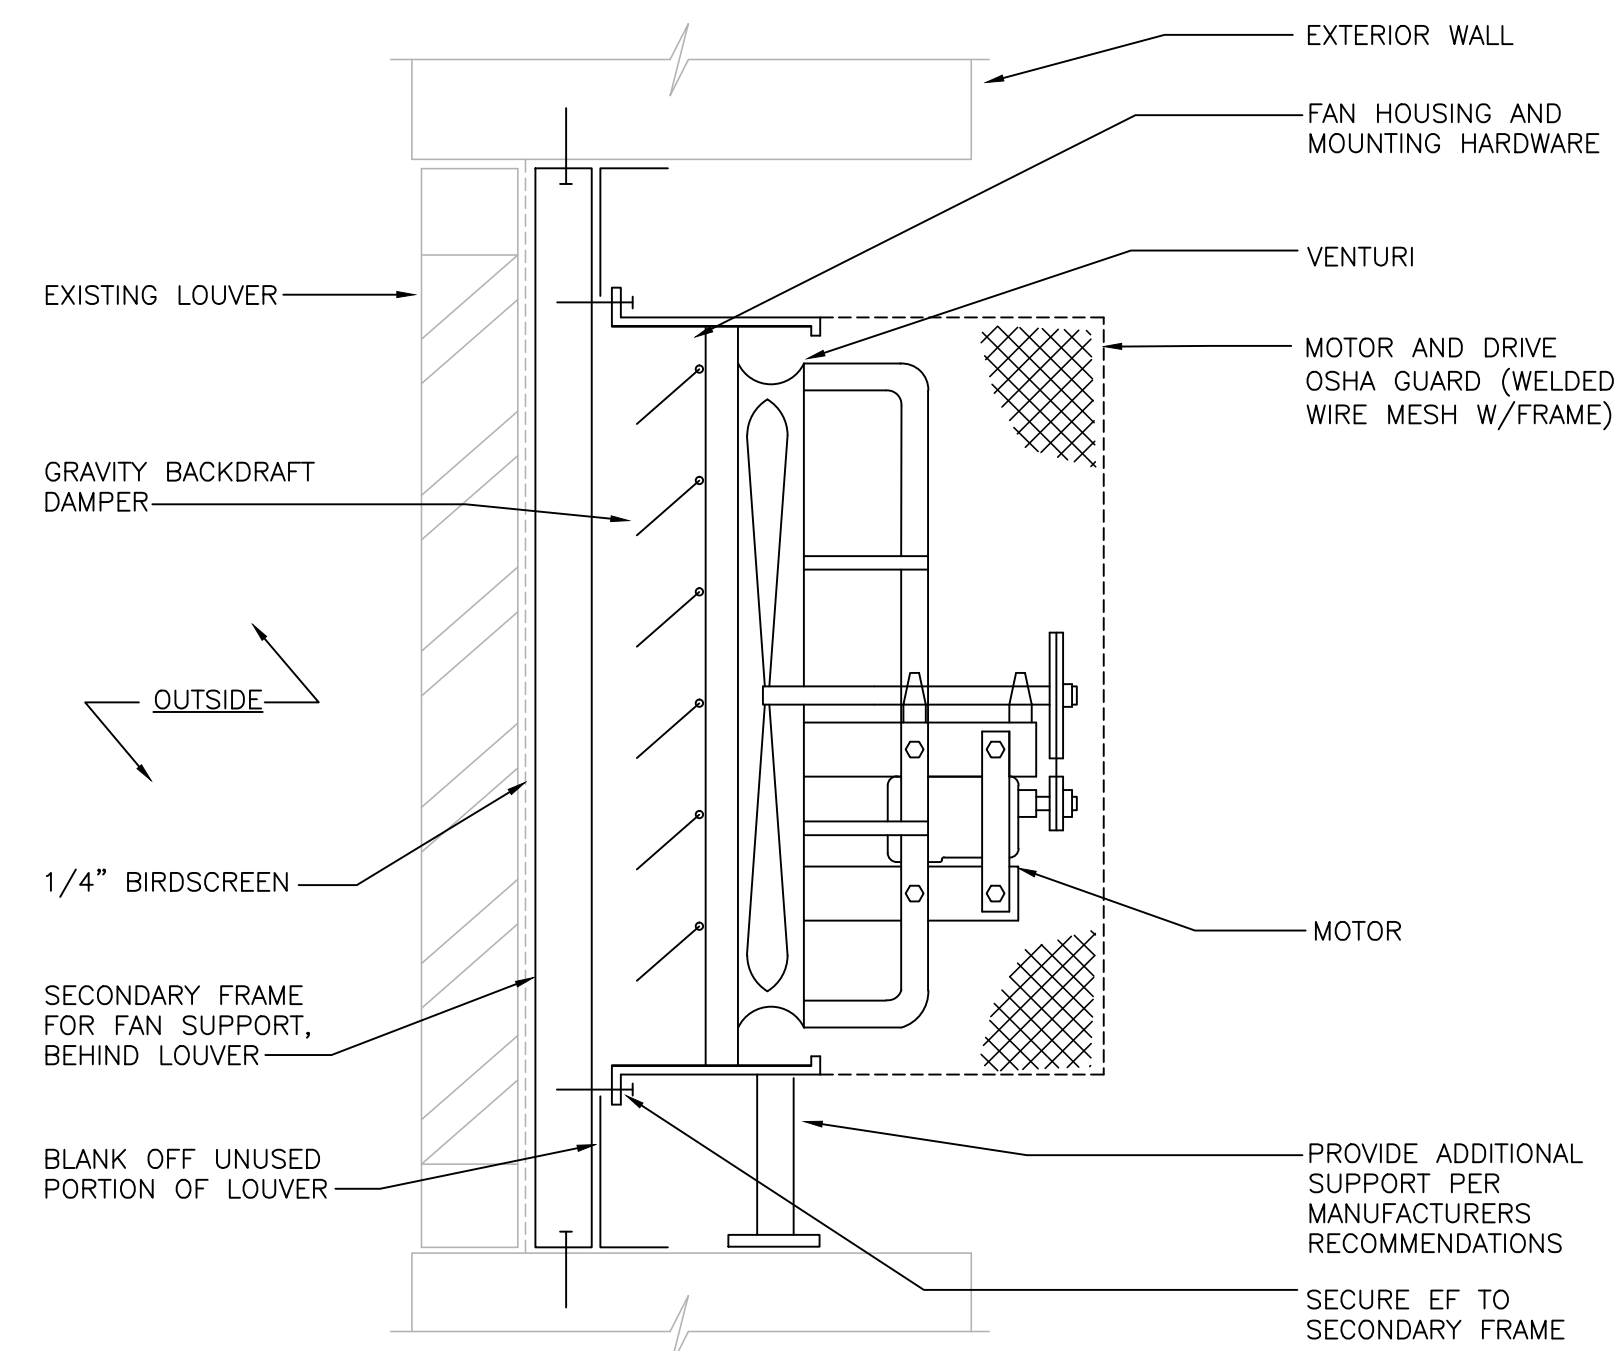 EXTERIOR WALL
FAN HOUSING AND
MOUNTING HARDWARE
VENTURI
EXISTING LOUVER
MOTOR AND DRIVE
OSHA GUARD (WELDED
WIRE MESH W/FRAME)
GRAVITY BACKDRAFT
DAMPER
OUTSIDE
1/4” BIRDSCREEN
MOTOR
SECONDARY FRAME
FOR FAN SUPPORT,
BEHIND LOUVER
BLANK OFF UNUSED
PORTION OF LOUVER
PROVIDE ADDITIONAL
SUPPORT PER
MANUFACTURERS
RECOMMENDATIONS
SECURE EF TO
SECONDARY FRAME